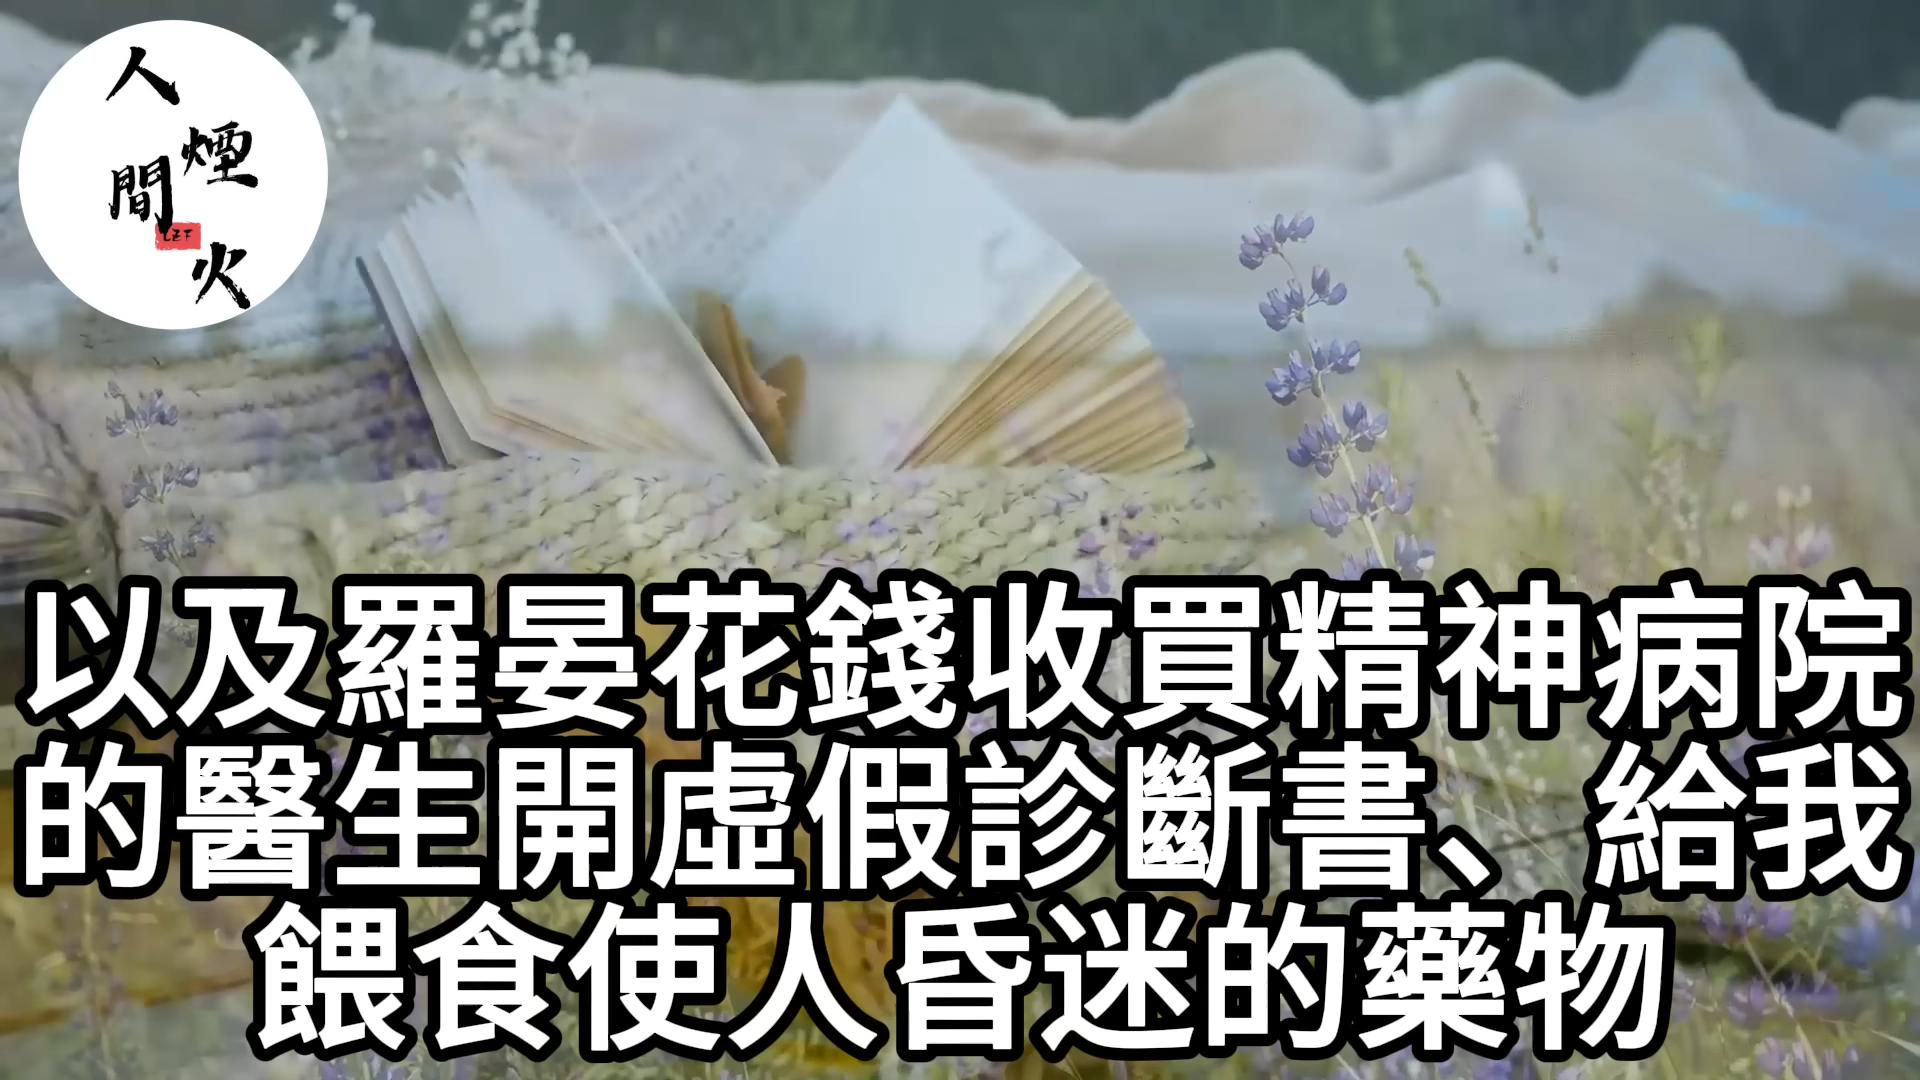 人間煙火
LZF
以及羅晏花錢收買精神病院
的醫生開虛假診斷書、給我
餵食使人昏迷的藥物